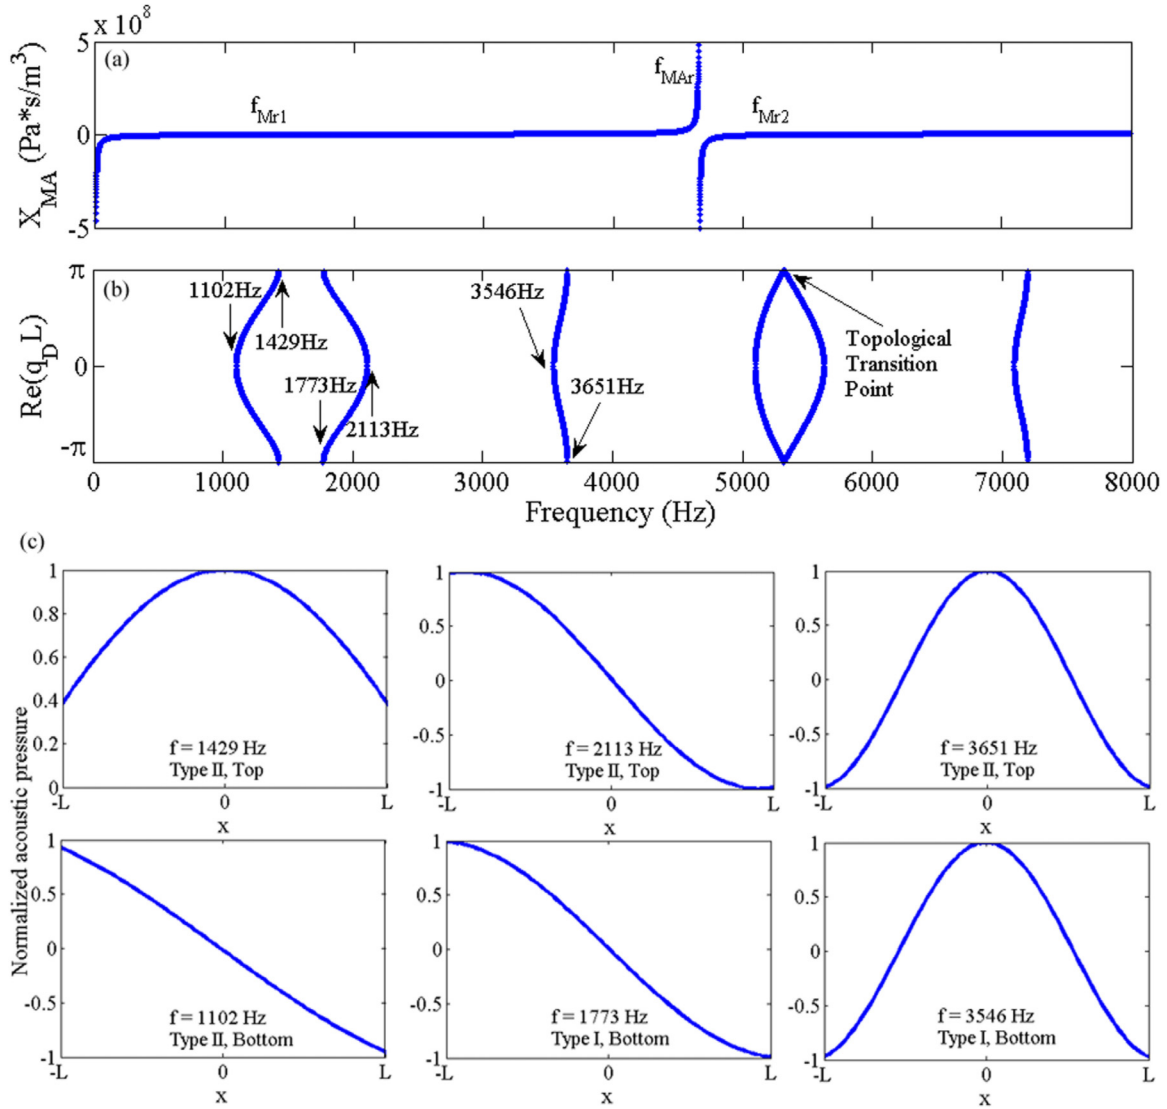 x 10⁸
(a)
5
0
-5
X_MA (Pa*s/m³)
f_Mr1
f_MAr
f_Mr2
(b)
π
0
-π
Re(q_D L)
1102Hz
1429Hz
1773Hz
2113Hz
3546Hz
3651Hz
Topological
Transition
Point
0 1000 2000 3000 4000 5000 6000 7000 8000
Frequency (Hz)
(c)
Normalized acoustic pressure
1
0.8
0.6
0.4
0.2
0
f = 1429 Hz
Type II, Top
-L 0 L
x
1
0.5
0
-0.5
-1
f = 2113 Hz
Type II, Top
-L 0 L
x
1
0.5
0
-0.5
-1
f = 3651 Hz
Type II, Top
-L 0 L
x
1
0.5
0
-0.5
-1
f = 1102 Hz
Type II, Bottom
-L 0 L
x
1
0.5
0
-0.5
-1
f = 1773 Hz
Type I, Bottom
-L 0 L
x
1
0.5
0
-0.5
-1
f = 3546 Hz
Type I, Bottom
-L 0 L
x